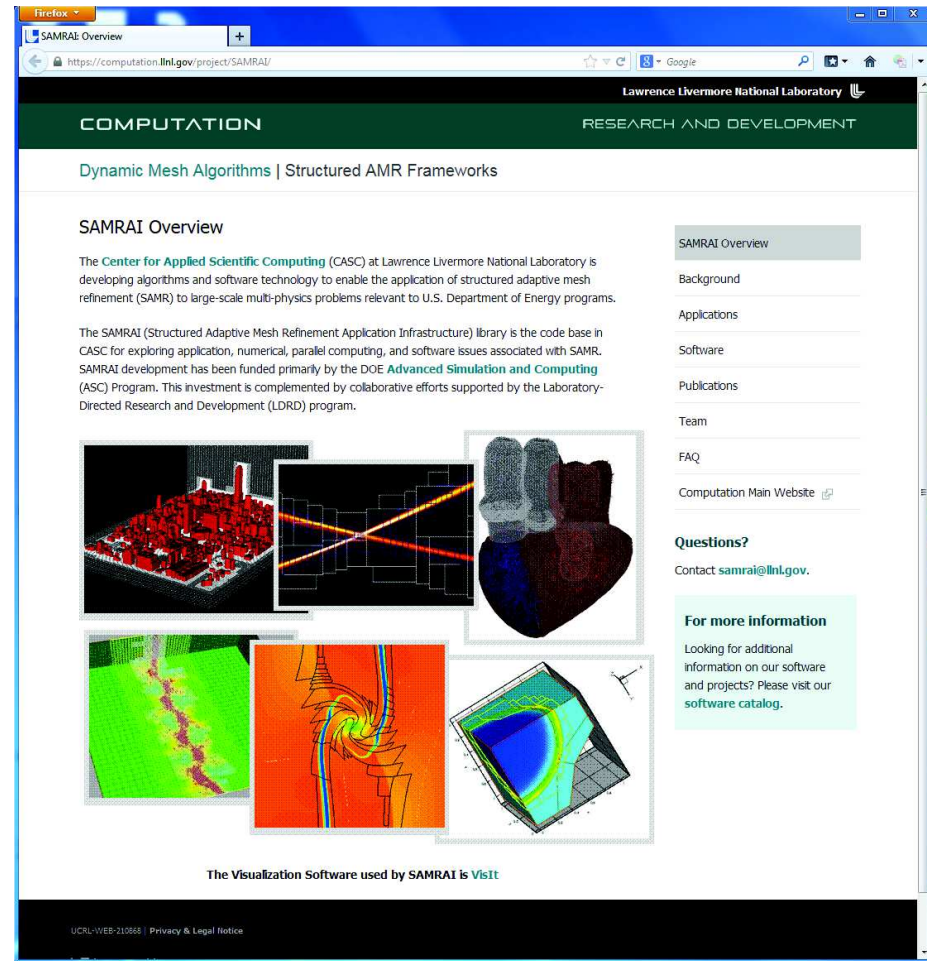 Firefox
SAMRAI: Overview
https://computation.llnl.gov/project/SAMRAI/
Google
Lawrence Livermore National Laboratory
COMPUTATION
RESEARCH AND DEVELOPMENT
Dynamic Mesh Algorithms | Structured AMR Frameworks
SAMRAI Overview
The Center for Applied Scientific Computing (CASC) at Lawrence Livermore National Laboratory is
developing algorithms and software technology to enable the application of structured adaptive mesh
refinement (SAMR) to large-scale multi-physics problems relevant to U.S. Department of Energy programs.
The SAMRAI (Structured Adaptive Mesh Refinement Application Infrastructure) library is the code base in
CASC for exploring application, numerical, parallel computing, and software issues associated with SAMR.
SAMRAI development has been funded primarily by the DOE Advanced Simulation and Computing
(ASC) Program. This investment is complemented by collaborative efforts supported by the Laboratory-
Directed Research and Development (LDRD) program.
The Visualization Software used by SAMRAI is VisIt
SAMRAI Overview
Background
Applications
Software
Publications
Team
FAQ
Computation Main Website
Questions?
Contact samrai@llnl.gov.
For more information
Looking for additional
information on our software
and projects? Please visit our
software catalog.
UCRL-WEB-210868 | Privacy & Legal Notice